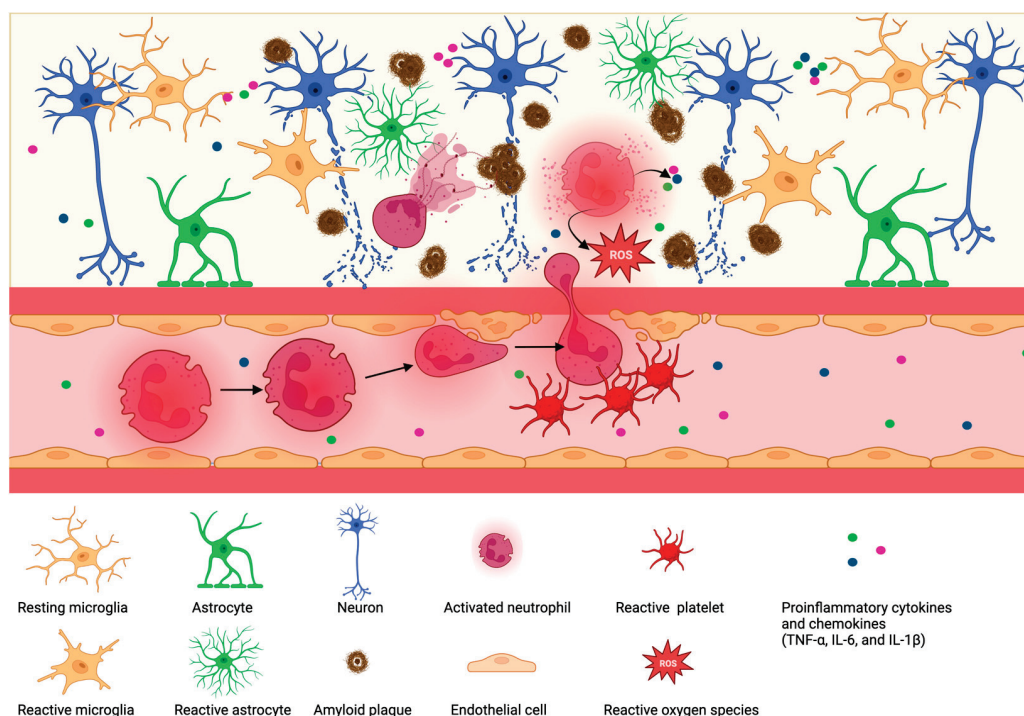 ROS
Resting microglia
Astrocyte
Neuron
Activated neutrophil
Reactive platelet
Proinflammatory cytokines
and chemokines
(TNF-α, IL-6, and IL-1β)
ROS
Reactive microglia
Reactive astrocyte
Amyloid plaque
Endothelial cell
Reactive oxygen species